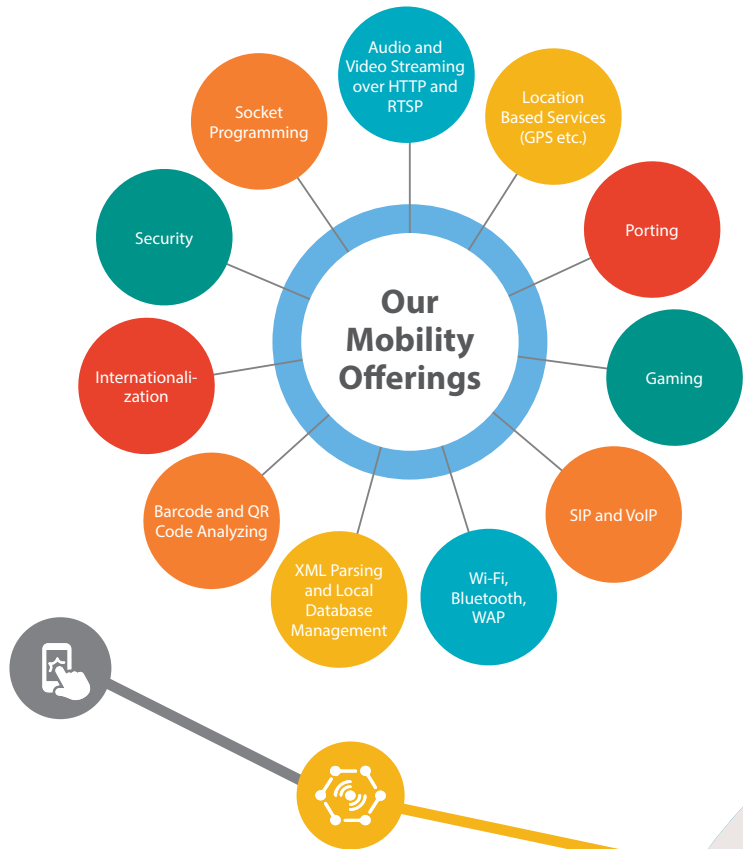 Our
Mobility
Offerings
Audio and
Video Streaming
over HTTP and
RTSP
Location
Based Services
(GPS etc.)
Porting
Gaming
SIP and VoIP
Wi-Fi,
Bluetooth,
WAP
XML Parsing
and Local
Database
Management
Barcode and QR
Code Analyzing
Internationali-
zation
Security
Socket
Programming